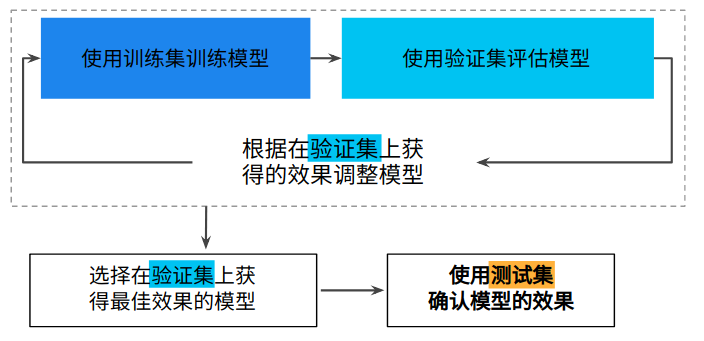 使用训练集训练模型
使用验证集评估模型
根据在验证集上获
得的效果调整模型
选择在验证集上获
得最佳效果的模型
使用测试集
确认模型的效果